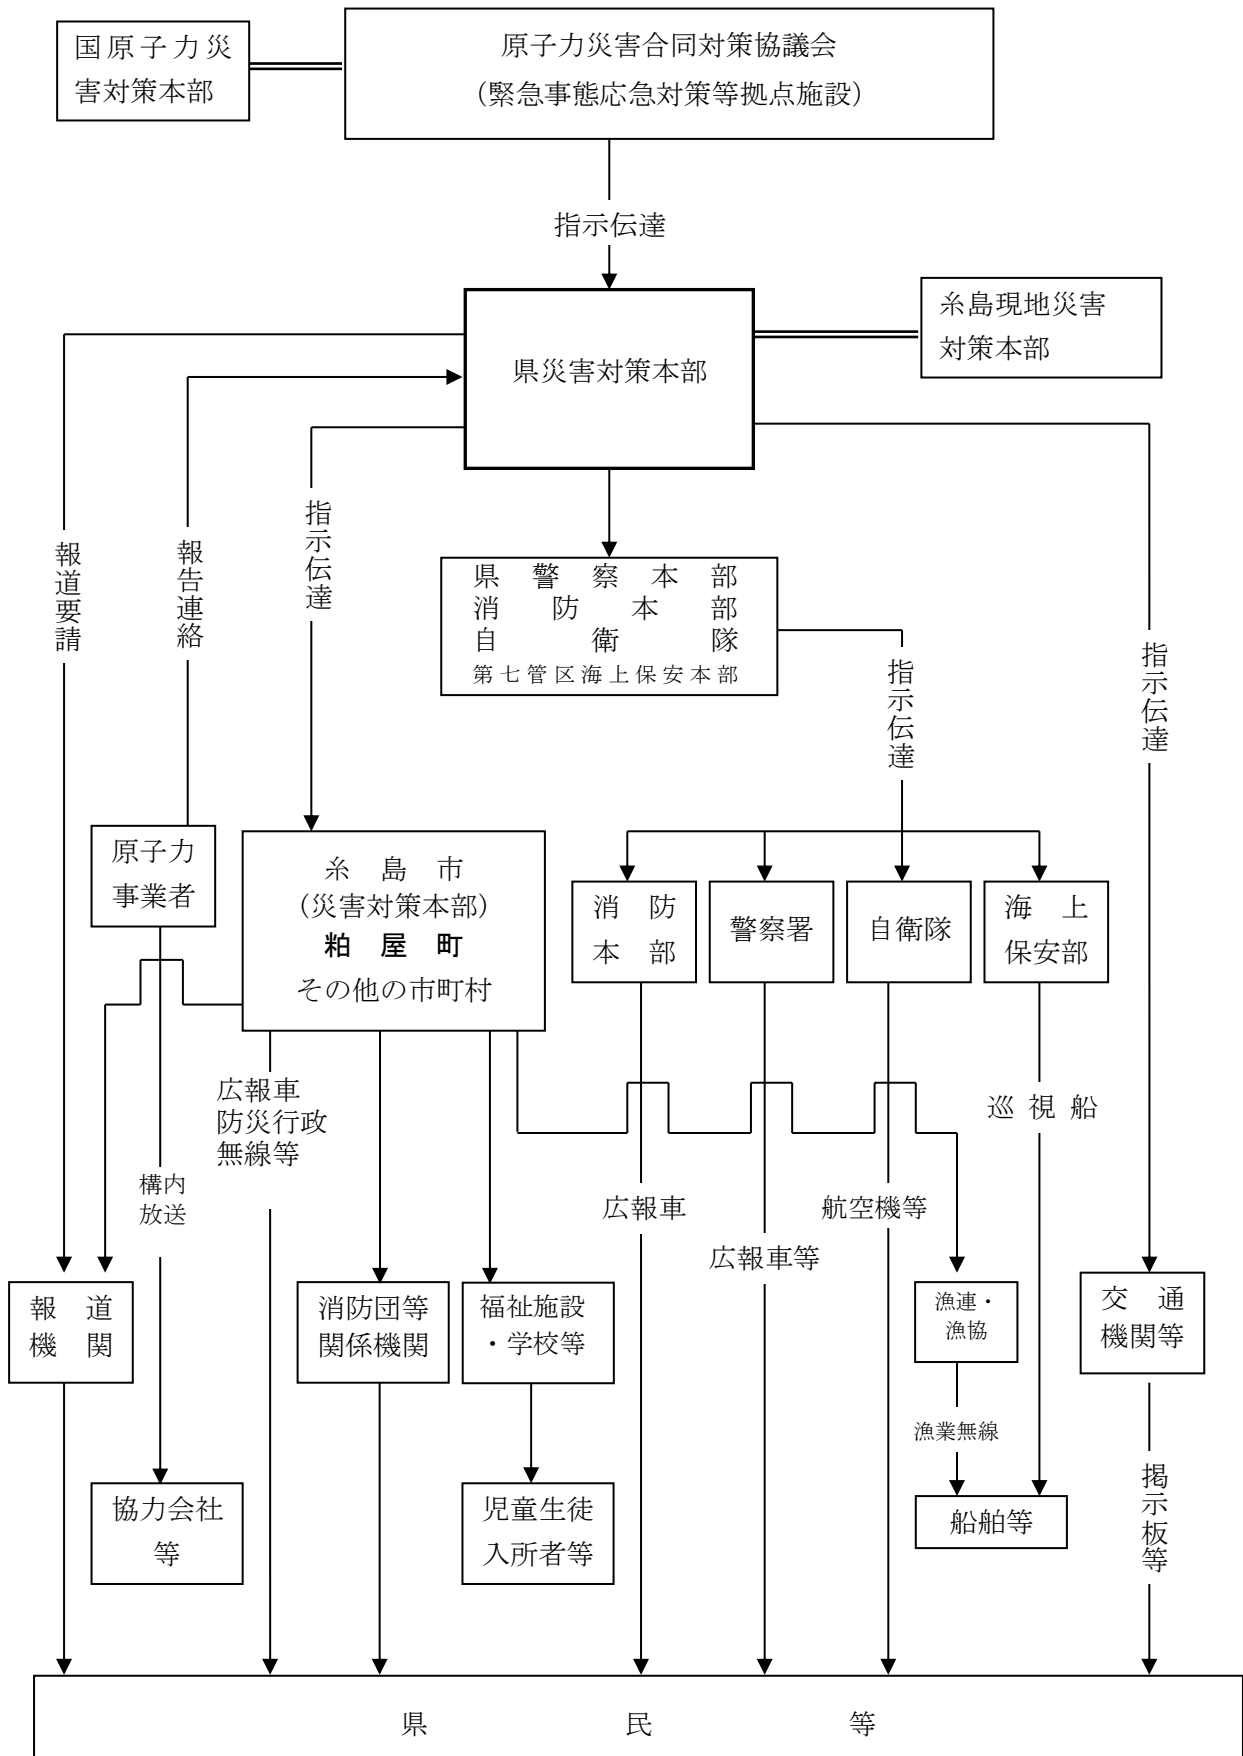 国原子力災
害対策本部
原子力災害合同対策協議会
（緊急事態応急対策等拠点施設）
指示伝達
県災害対策本部
糸島現地災害
対策本部
報道要請
報告連絡
指示伝達
県警察本部
消防本部
自衛隊
第七管区海上保安本部
指示伝達
指示伝達
原子力
事業者
糸島市
（災害対策本部）
粕屋町
その他の市町村
消防
本部
警察署
自衛隊
海上
保安部
広報車
防災行政
無線等
構内
放送
巡視船
広報車
広報車等
航空機等
報道
機関
消防団等
関係機関
福祉施設
・学校等
漁連・
漁協
交通
機関等
漁業無線
協力会社
等
児童生徒
入所者等
船舶等
掲示板等
県民等